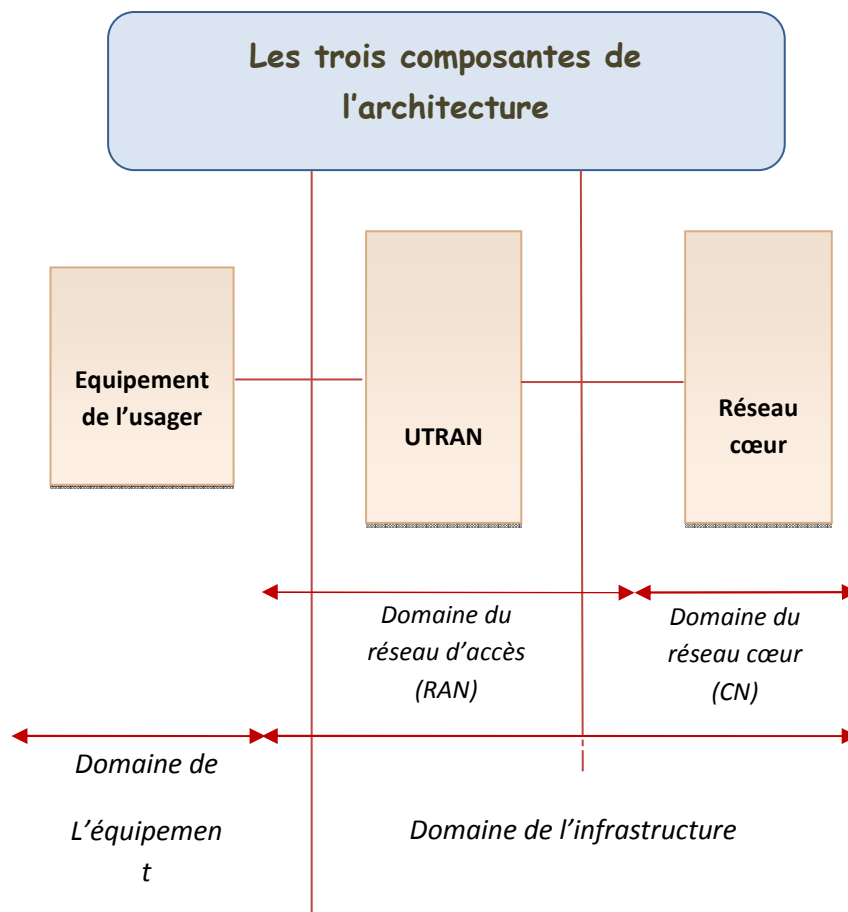 Les trois composantes de
l’architecture
Equipement
de l’usager
UTRAN
Réseau
cœur
Domaine du
réseau d’accès
(RAN)
Domaine du
réseau cœur
(CN)
Domaine de
L’équipemen
t
Domaine de l’infrastructure